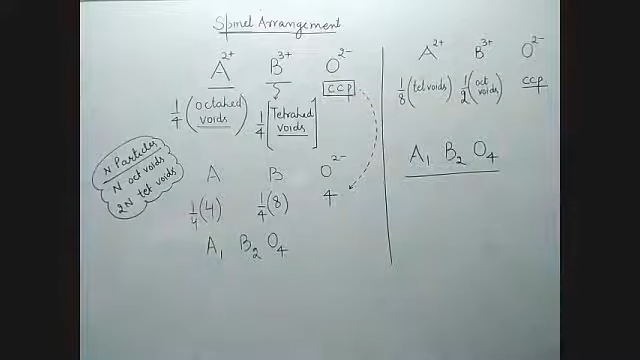 Spinel Arrangement
A2+ B3+ O2-
1/4 (octahed voids) 1/4 [Tetrahed voids] ccp
N Particles
N oct voids
2N tet voids
A B O2-
1/4 (4) 1/4 (8) 4
A1 B2 O4
A2+ B3+ O2-
1/8 (tet voids) 1/2 (oct voids) ccp
A1 B2 O4